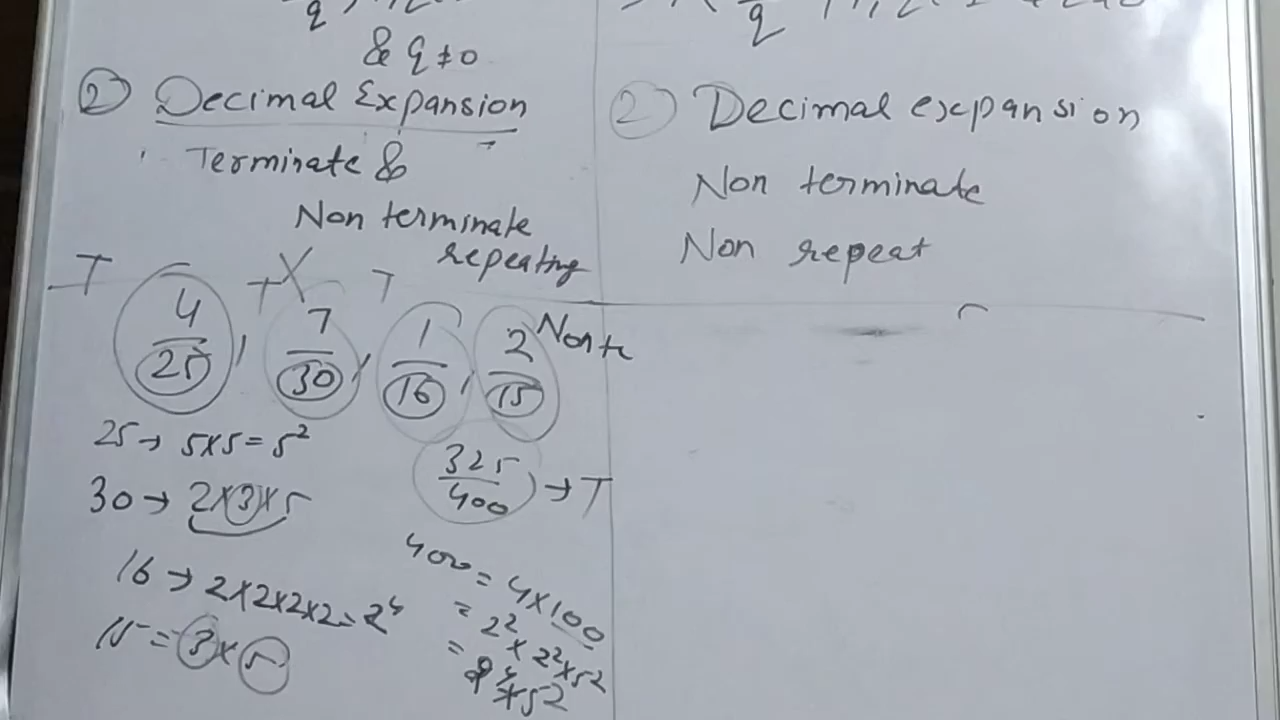 q
& q ≠ 0
② Decimal Expansion
Terminate &
Non terminate
repeating
T T X T
4/25, 7/30, 1/16, 2/15 Non te
25 → 5×5 = 5²
30 → 2×3×5
16 → 2×2×2×2 = 2⁴
15 = 3×5
325/400 → T
400 = 4×100
= 2² × 2²×5²
= 2⁴ × 5²
q
② Decimal expansion
Non terminate
Non repeat